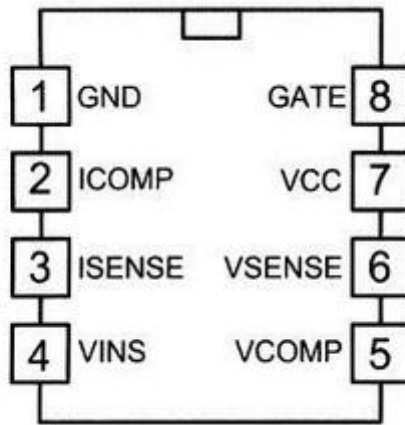 1 GND GATE 8
2 ICOMP VCC 7
3 ISENSE VSENSE 6
4 VINS VCOMP 5